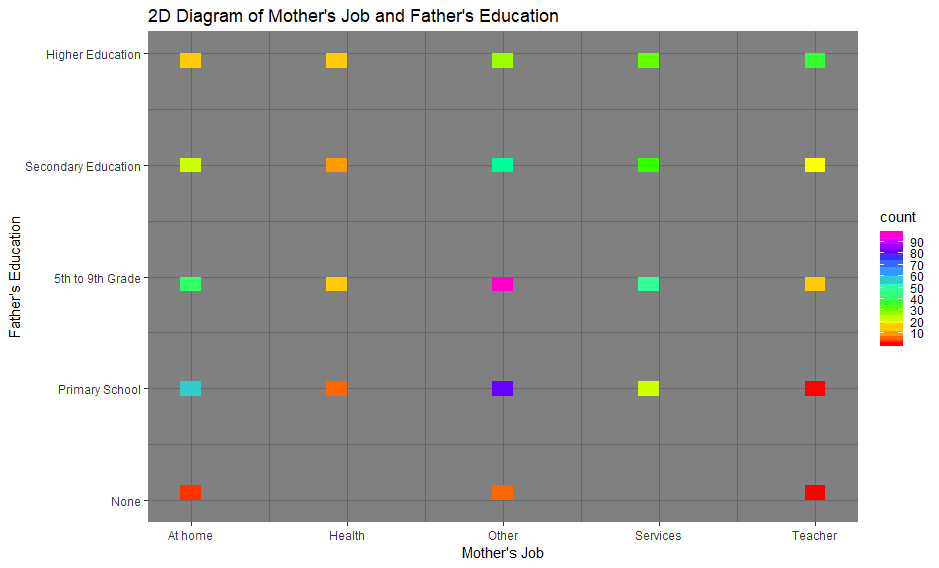 2D Diagram of Mother's Job and Father's Education
Higher Education
Secondary Education
5th to 9th Grade
Primary School
None
Father's Education
At home
Health
Other
Services
Teacher
Mother's Job
count
90
80
70
60
50
40
30
20
10